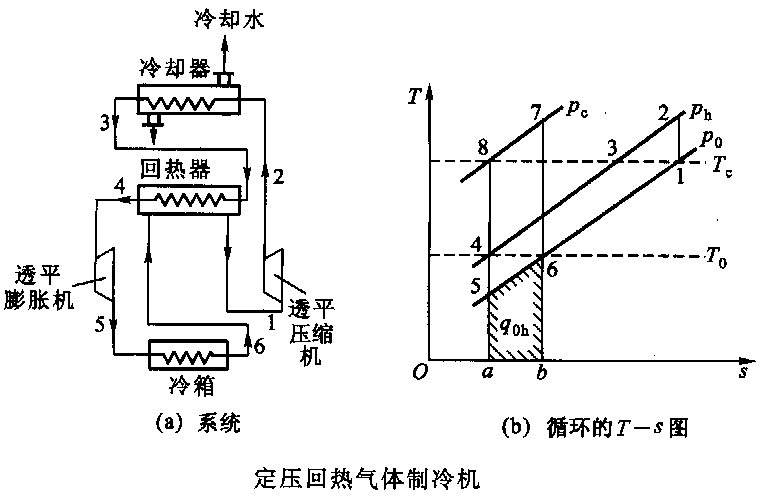 冷却水
冷却器
3
回热器
4
2
透平
膨胀机
5
1
透平
压缩
机
6
冷箱
(a) 系统
T
7
p_c
2
p_h
8
3
p_0
T_c
1
4
T_0
5
6
q_0h
O
a
b
s
(b) 循环的T-s图
定压回热气体制冷机